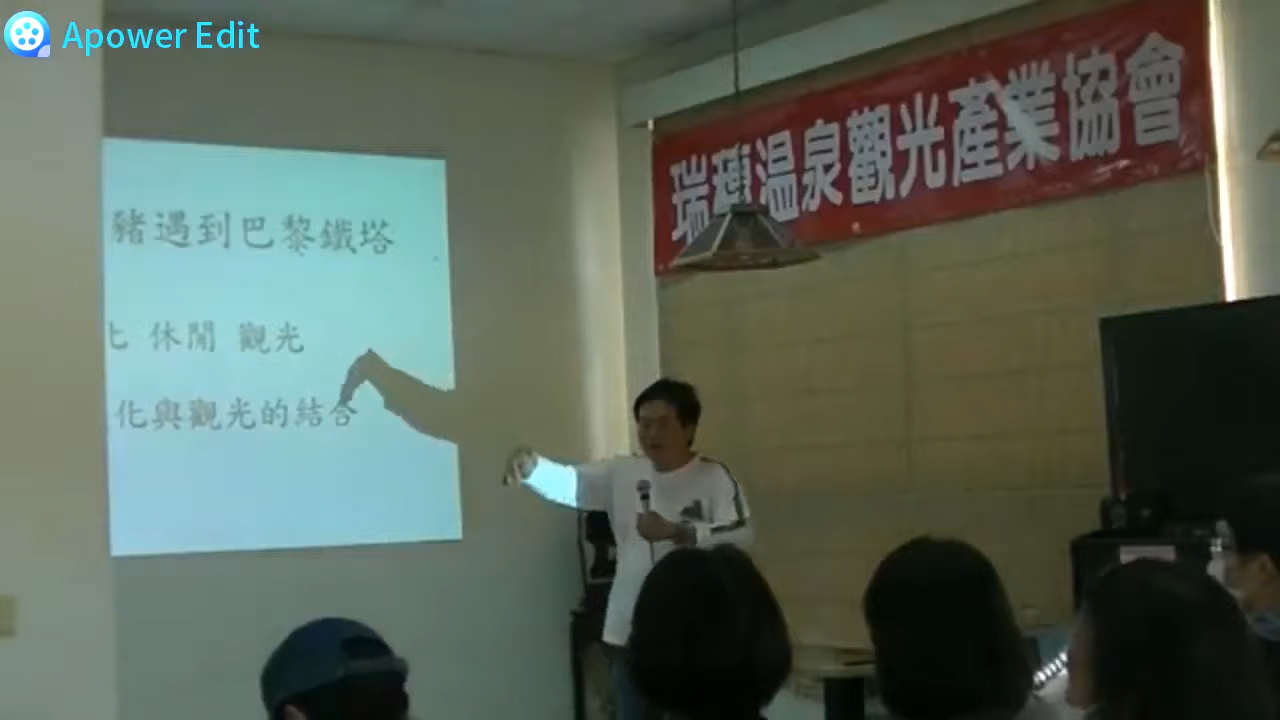 Apower Edit
瑞穗温泉觀光產業協會
豬遇到巴黎鐵塔
休閒 觀光
化與觀光的結合